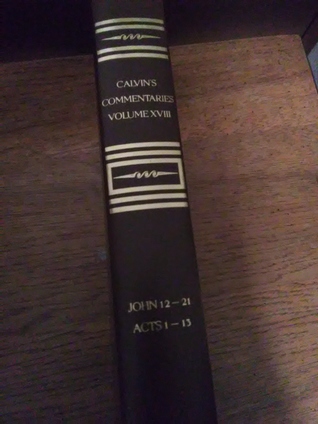 CALVIN'S
COMMENTARIES
VOLUME XVIII
JOHN 12-21
ACTS 1-13